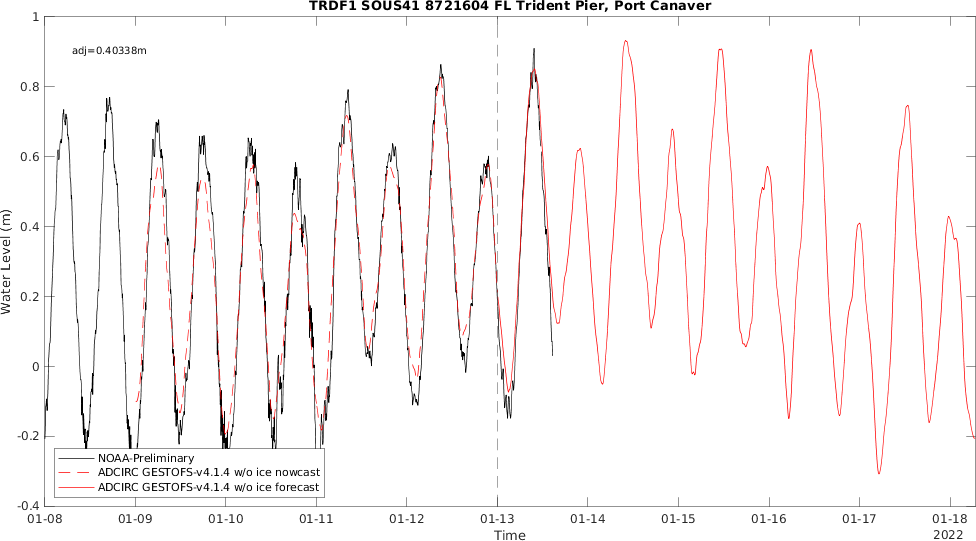 TRDF1 SOUS41 8721604 FL Trident Pier, Port Canaver
adj=0.40338m
Water Level (m)
1
0.8
0.6
0.4
0.2
0
-0.2
-0.4
NOAA-Preliminary
ADCIRC GESTOFS-v4.1.4 w/o ice nowcast
ADCIRC GESTOFS-v4.1.4 w/o ice forecast
01-08 01-09 01-10 01-11 01-12 01-13 01-14 01-15 01-16 01-17 01-18
Time
2022